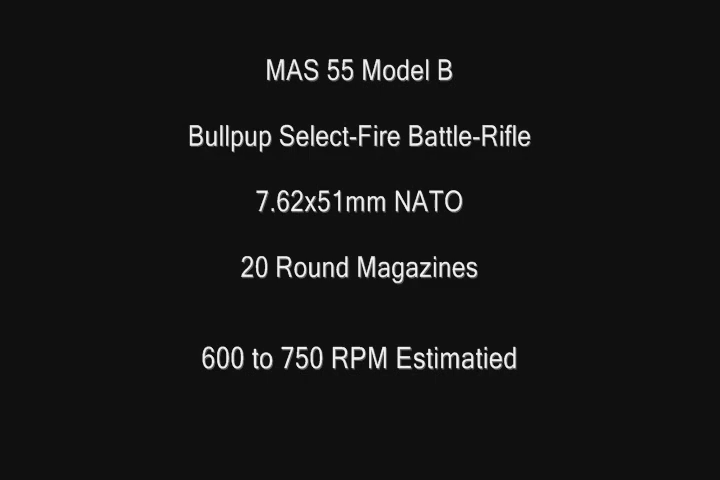 MAS 55 Model B
Bullpup Select-Fire Battle-Rifle
7.62x51mm NATO
20 Round Magazines
600 to 750 RPM Estimatied